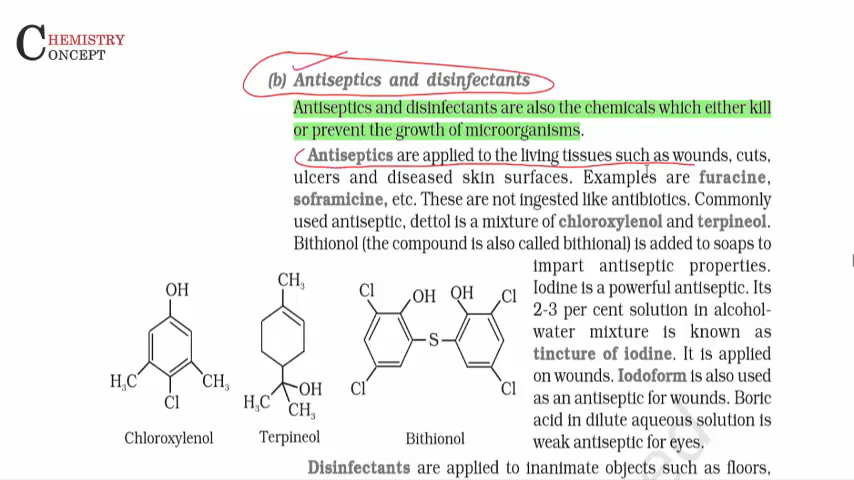 CHEMISTRY
CONCEPT
(b) Antiseptics and disinfectants
Antiseptics and disinfectants are also the chemicals which either kill
or prevent the growth of microorganisms.
Antiseptics are applied to the living tissues such as wounds, cuts,
ulcers and diseased skin surfaces. Examples are furacine,
soframicine, etc. These are not ingested like antibiotics. Commonly
used antiseptic, dettol is a mixture of chloroxylenol and terpineol.
Bithionol (the compound is also called bithional) is added to soaps to
impart antiseptic properties.
Iodine is a powerful antiseptic. Its
2-3 per cent solution in alcohol-
water mixture is known as
tincture of iodine. It is applied
on wounds. Iodoform is also used
as an antiseptic for wounds. Boric
acid in dilute aqueous solution is
weak antiseptic for eyes.
OH
H₃C
CH₃
Cl
Chloroxylenol
CH₃
OH
H₃C
CH₃
Terpineol
Cl
OH
OH
Cl
S
Cl
Cl
Bithionol
Disinfectants are applied to inanimate objects such as floors,